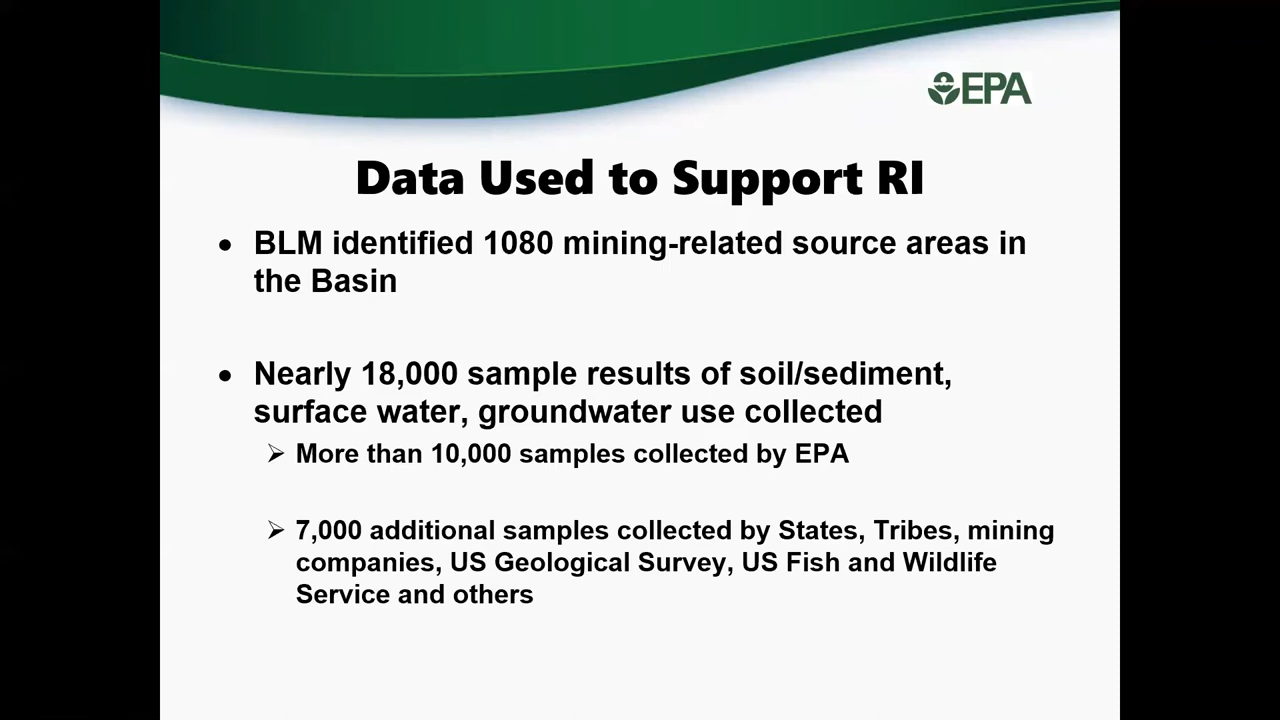 EPA
Data Used to Support RI
• BLM identified 1080 mining-related source areas in
the Basin
• Nearly 18,000 sample results of soil/sediment,
surface water, groundwater use collected
➢ More than 10,000 samples collected by EPA
➢ 7,000 additional samples collected by States, Tribes, mining
companies, US Geological Survey, US Fish and Wildlife
Service and others